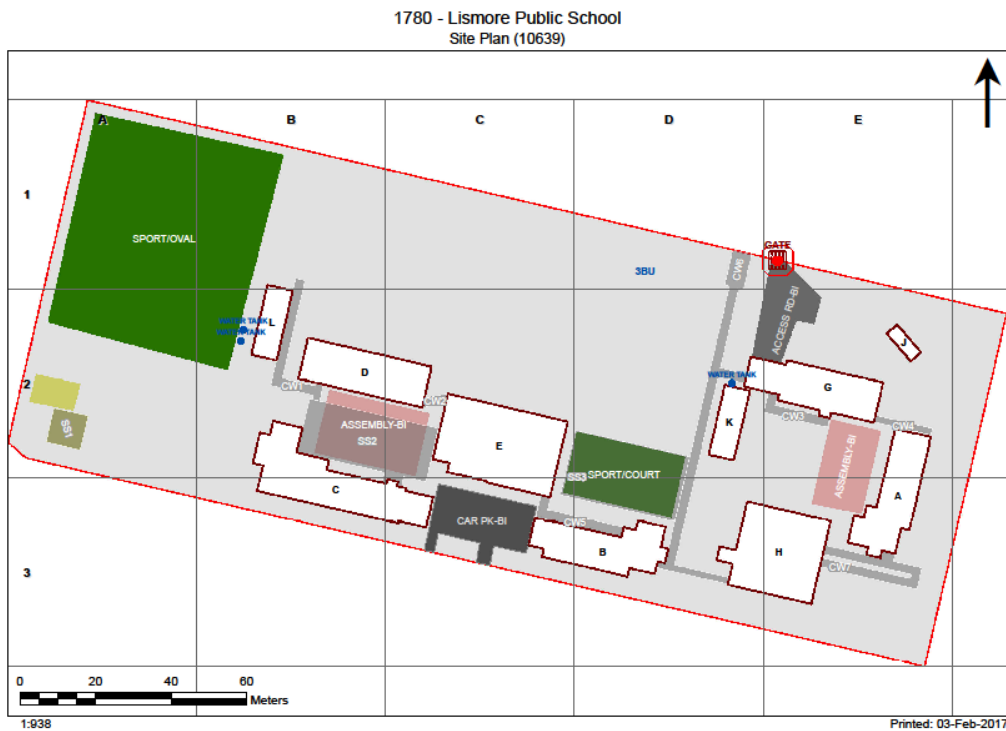 1780 - Lismore Public School
Site Plan (10639)
A
B
C
D
E
1
SPORT/OVAL
3BU
CW6
GATE
ACCESS RD-BI
L
WATER TANK
WATER TANK
J
D
2
WATER TANK
G
CW1
CW2
CW3
CW4
SS1
ASSEMBLY-BI
SS2
K
E
ASSEMBLY-BI
SS3
SPORT/COURT
C
A
CAR PK-BI
CW5
B
H
CW7
3
0 20 40 60
Meters
1:938
Printed: 03-Feb-2017